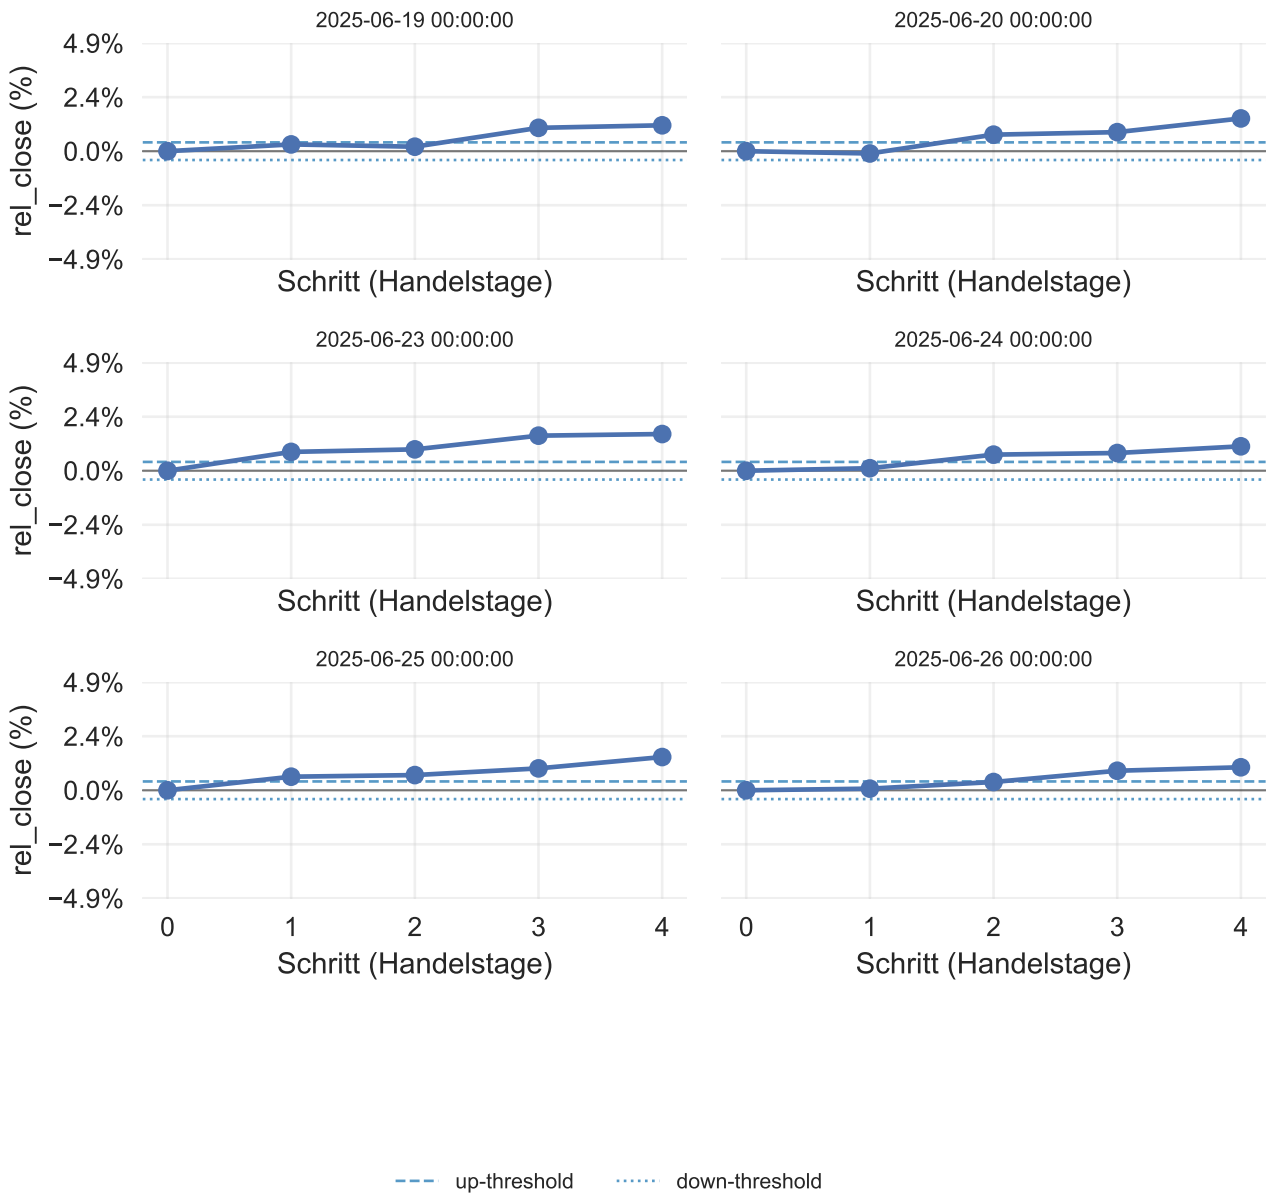 2025-06-19 00:00:00
2025-06-20 00:00:00
4.9%
2.4%
0.0%
−2.4%
−4.9%
rel_close (%)
Schritt (Handelstage)
Schritt (Handelstage)
2025-06-23 00:00:00
2025-06-24 00:00:00
4.9%
2.4%
0.0%
−2.4%
−4.9%
rel_close (%)
Schritt (Handelstage)
Schritt (Handelstage)
2025-06-25 00:00:00
2025-06-26 00:00:00
4.9%
2.4%
0.0%
−2.4%
−4.9%
rel_close (%)
0 1 2 3 4
0 1 2 3 4
Schritt (Handelstage)
Schritt (Handelstage)
up-threshold
down-threshold